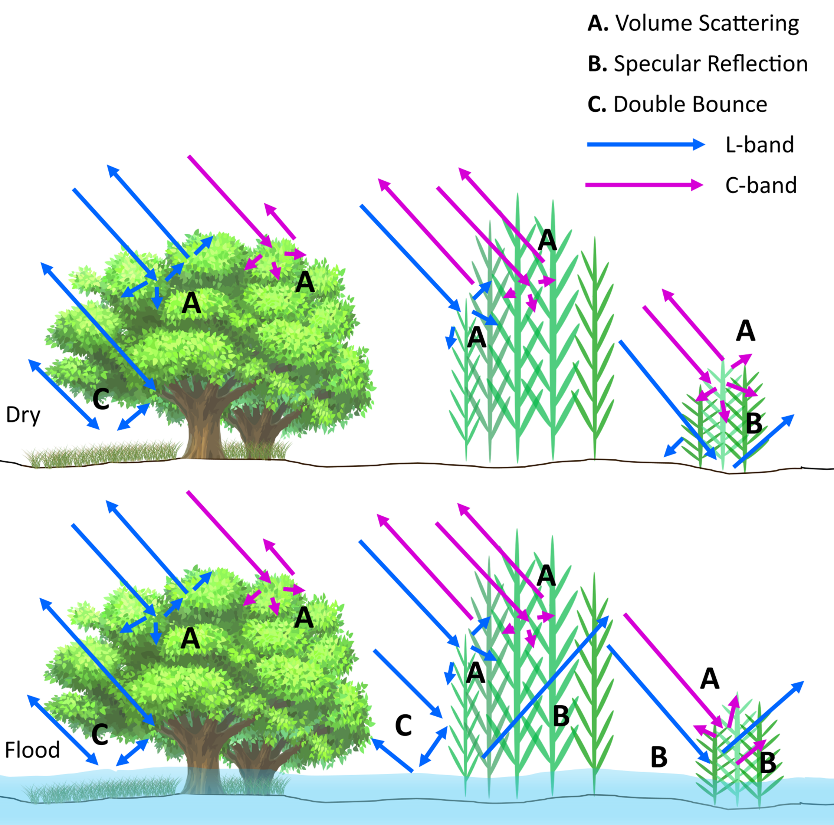 A. Volume Scattering
B. Specular Reflection
C. Double Bounce
L-band
C-band
A
A
A
A
A
C
B
Dry
A
A
A
A
A
C
C
B
B
B
Flood